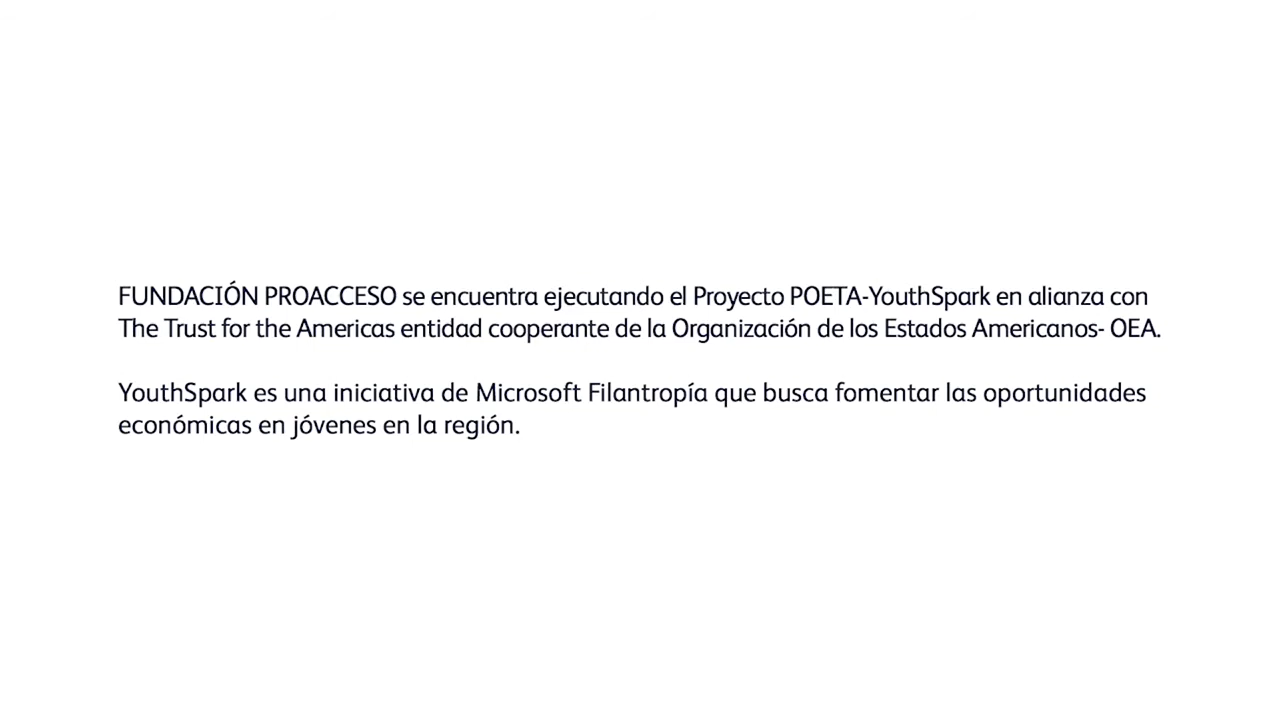 FUNDACIÓN PROACCESO se encuentra ejecutando el Proyecto POETA-YouthSpark en alianza con
The Trust for the Americas entidad cooperante de la Organización de los Estados Americanos- OEA.
YouthSpark es una iniciativa de Microsoft Filantropía que busca fomentar las oportunidades
económicas en jóvenes en la región.